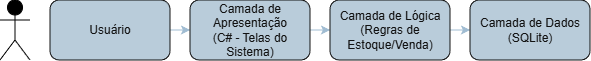 Usuário
Camada de
Apresentação
(C# - Telas do
Sistema)
Camada de Lógica
(Regras de
Estoque/Venda)
Camada de Dados
(SQLite)